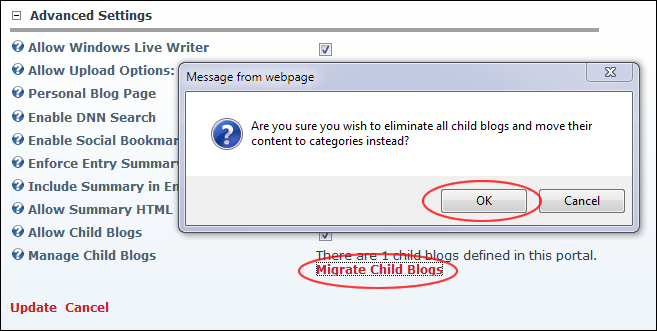 Advanced Settings
Allow Windows Live Writer
Allow Upload Options:
Personal Blog Page
Enable DNN Search
Enable Social Bookmar
Enforce Entry Summary
Include Summary in En
Allow Summary HTML
Allow Child Blogs
Manage Child Blogs
There are 1 child blogs defined in this portal.
Migrate Child Blogs
Update Cancel
Message from webpage
Are you sure you wish to eliminate all child blogs and move their
content to categories instead?
OK
Cancel